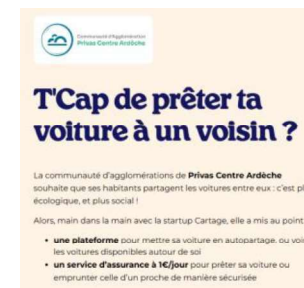 Communauté d'Agglomération
Privas Centre Ardèche
T'Cap de prêter ta
voiture à un voisin ?
La communauté d'agglomérations de Privas Centre Ardèche
souhaite que ses habitants partagent les voitures entre eux : c'est pl
écologique, et plus social !
Alors, main dans la main avec la startup Cartage, elle a mis au point
• une plateforme pour mettre sa voiture en autopartage, ou voi
les voitures disponibles autour de soi
• un service d'assurance à 1€/jour pour prêter sa voiture ou
emprunter celle d'un proche de manière sécurisée